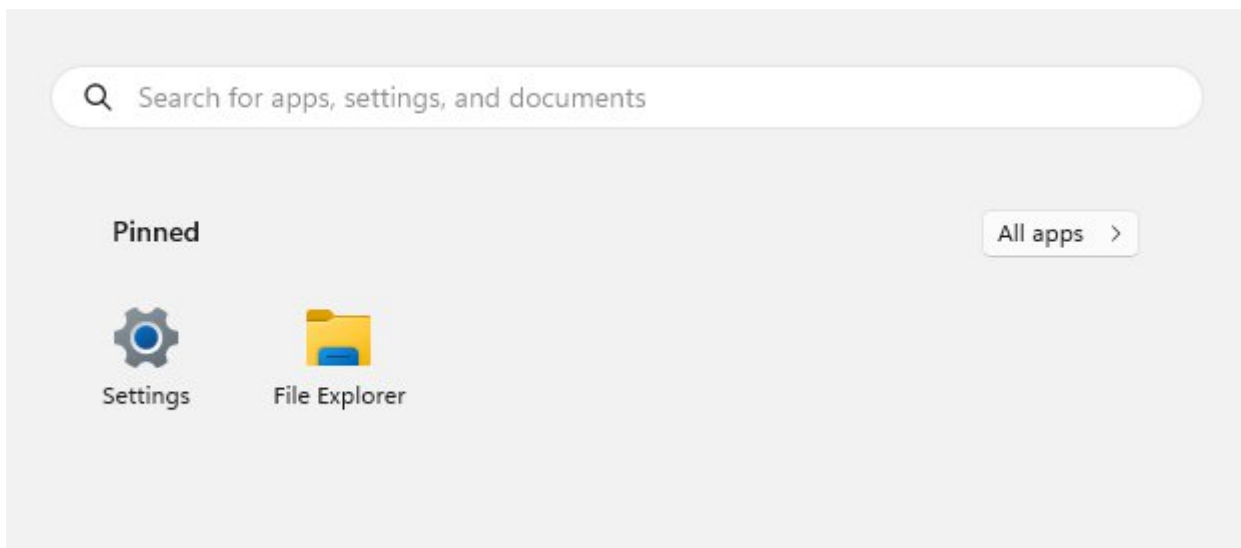 Search for apps, settings, and documents
Pinned
All apps
Settings
File Explorer